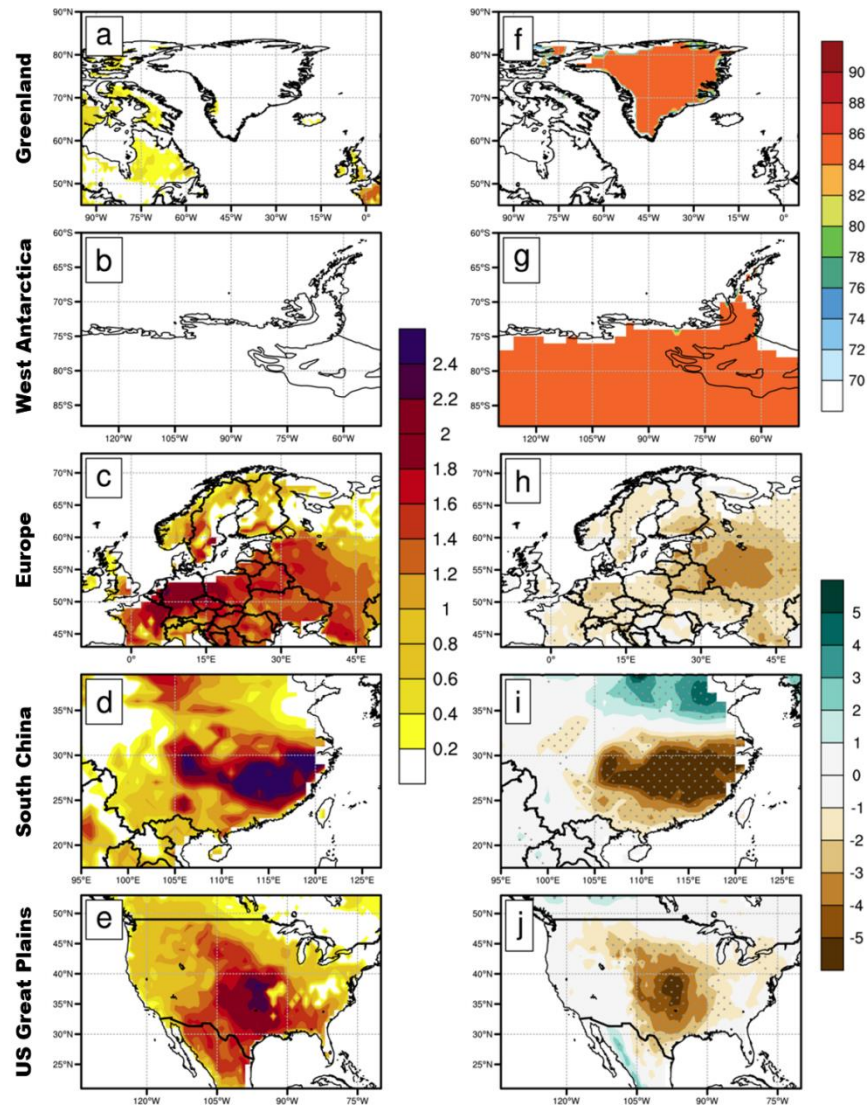 Greenland
a
90°N
80°N
70°N
60°N
50°N
90°W 75°W 60°W 45°W 30°W 15°W 0°
f
90°N
80°N
70°N
60°N
50°N
90°W 75°W 60°W 45°W 30°W 15°W 0°
90
88
86
84
82
80
78
76
74
72
70
West Antarctica
b
60°S
65°S
70°S
75°S
80°S
85°S
120°W 105°W 90°W 75°W 60°W
g
60°S
65°S
70°S
75°S
80°S
85°S
120°W 105°W 90°W 75°W 60°W
2.4
2.2
2
1.8
1.6
1.4
1.2
1
0.8
0.6
0.4
0.2
Europe
c
70°N
65°N
60°N
55°N
50°N
45°N
0° 15°E 30°E 45°E
h
70°N
65°N
60°N
55°N
50°N
45°N
0° 15°E 30°E 45°E
5
4
3
2
1
0
-1
-2
-3
-4
-5
South China
d
35°N
30°N
25°N
20°N
95°E 100°E 105°E 110°E 115°E 120°E 125°E
i
35°N
30°N
25°N
20°N
95°E 100°E 105°E 110°E 115°E 120°E 125°E
US Great Plains
e
50°N
45°N
40°N
35°N
30°N
25°N
120°W 105°W 90°W 75°W
j
50°N
45°N
40°N
35°N
30°N
25°N
120°W 105°W 90°W 75°W